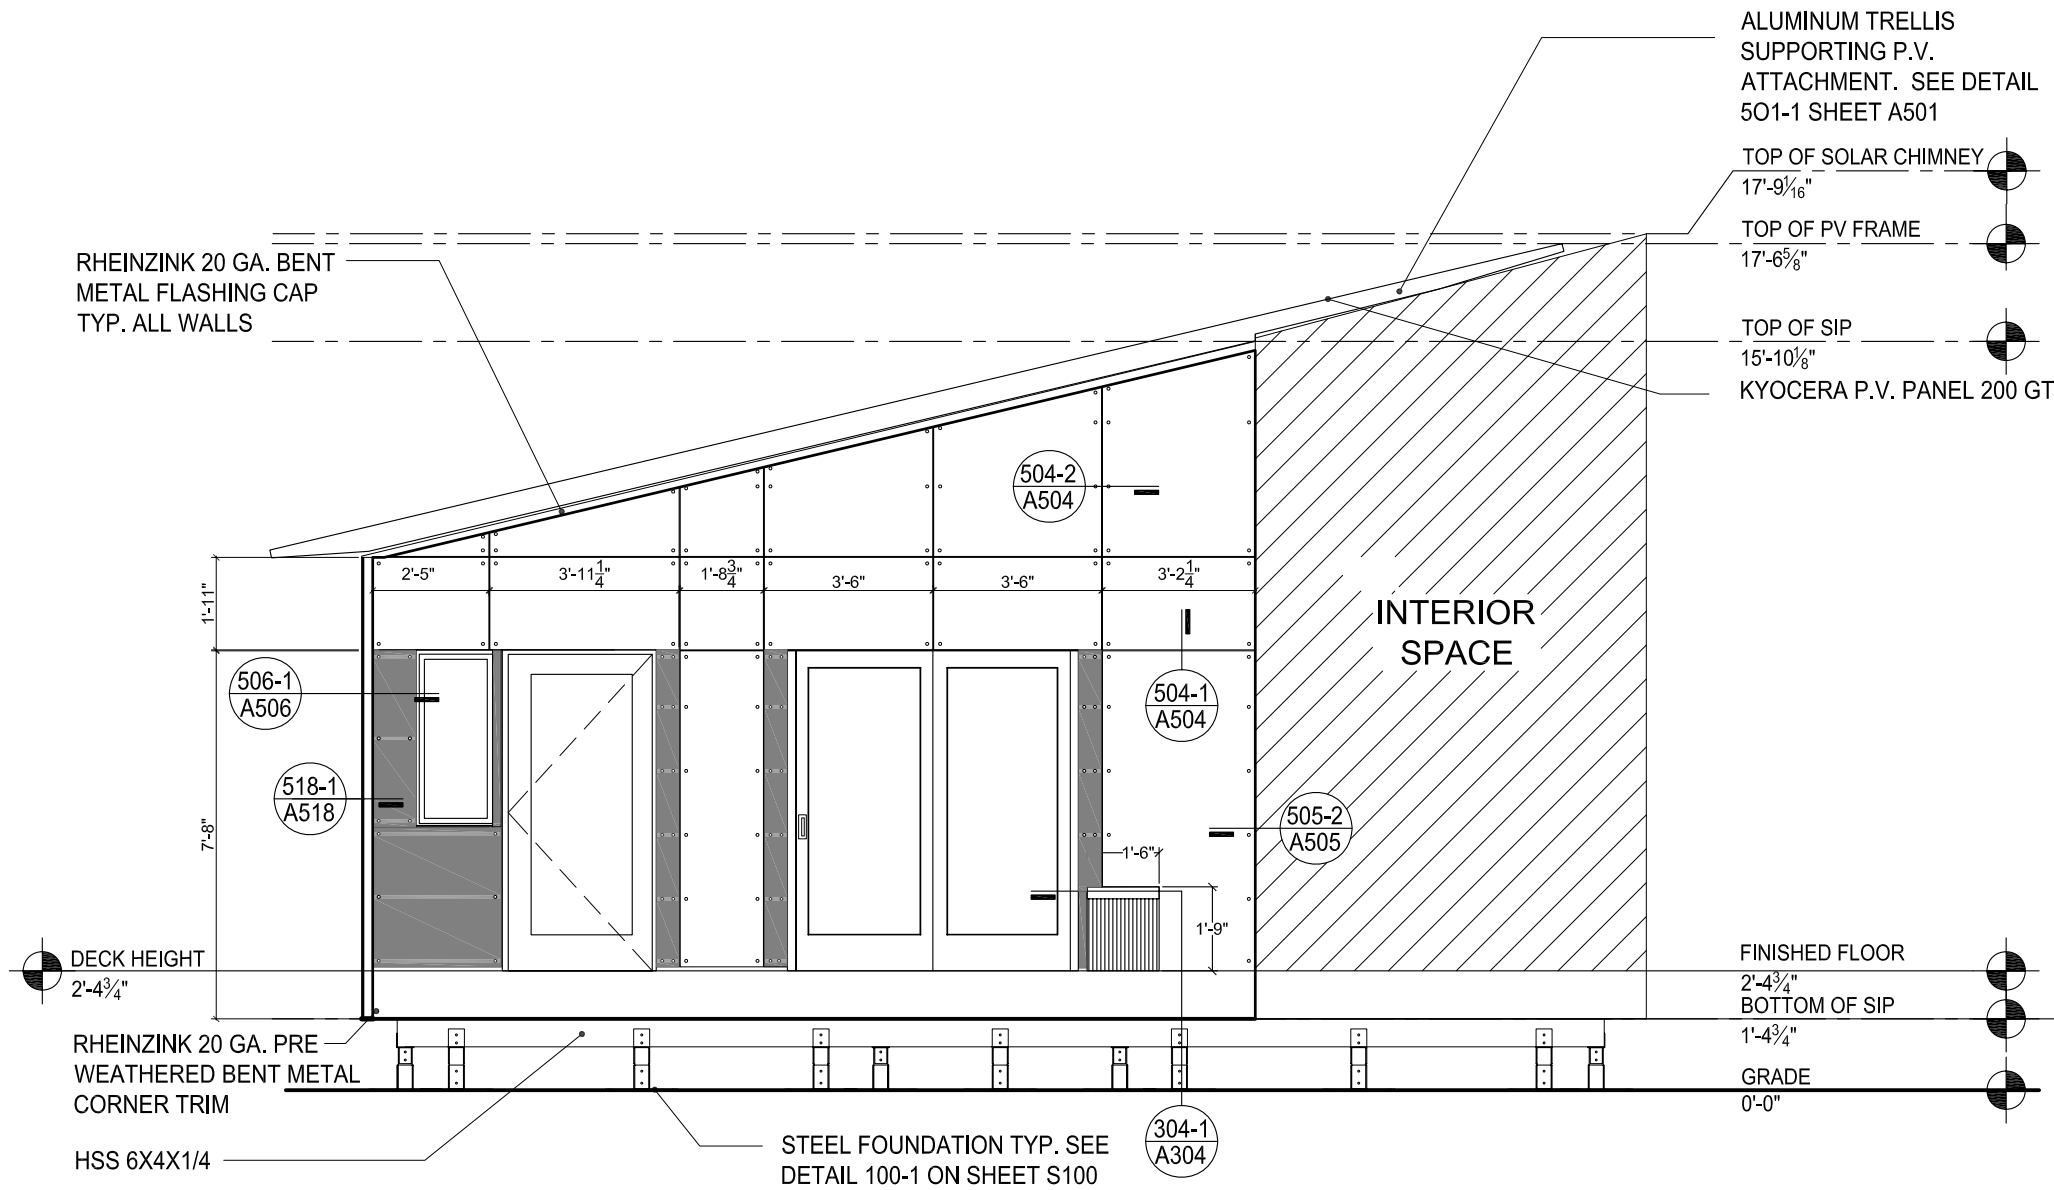 ALUMINUM TRELLIS
SUPPORTING P.V.
ATTACHMENT. SEE DETAIL
5O1-1 SHEET A501
TOP OF SOLAR CHIMNEY
17'-9 1/16"
TOP OF PV FRAME
17'-6 5/8"
TOP OF SIP
15'-10 1/8"
KYOCERA P.V. PANEL 200 GT
RHEINZINK 20 GA. BENT
METAL FLASHING CAP
TYP. ALL WALLS
504-2
A504
1'-11"
2'-5"
3'-11 1/4"
1'-8 3/4"
3'-6"
3'-6"
3'-2 1/4"
INTERIOR
SPACE
506-1
A506
504-1
A504
518-1
A518
505-2
A505
7'-8"
1'-6"
1'-9"
DECK HEIGHT
2'-4 3/4"
FINISHED FLOOR
2'-4 3/4"
BOTTOM OF SIP
1'-4 3/4"
GRADE
0'-0"
RHEINZINK 20 GA. PRE
WEATHERED BENT METAL
CORNER TRIM
HSS 6X4X1/4
STEEL FOUNDATION TYP. SEE
DETAIL 100-1 ON SHEET S100
304-1
A304